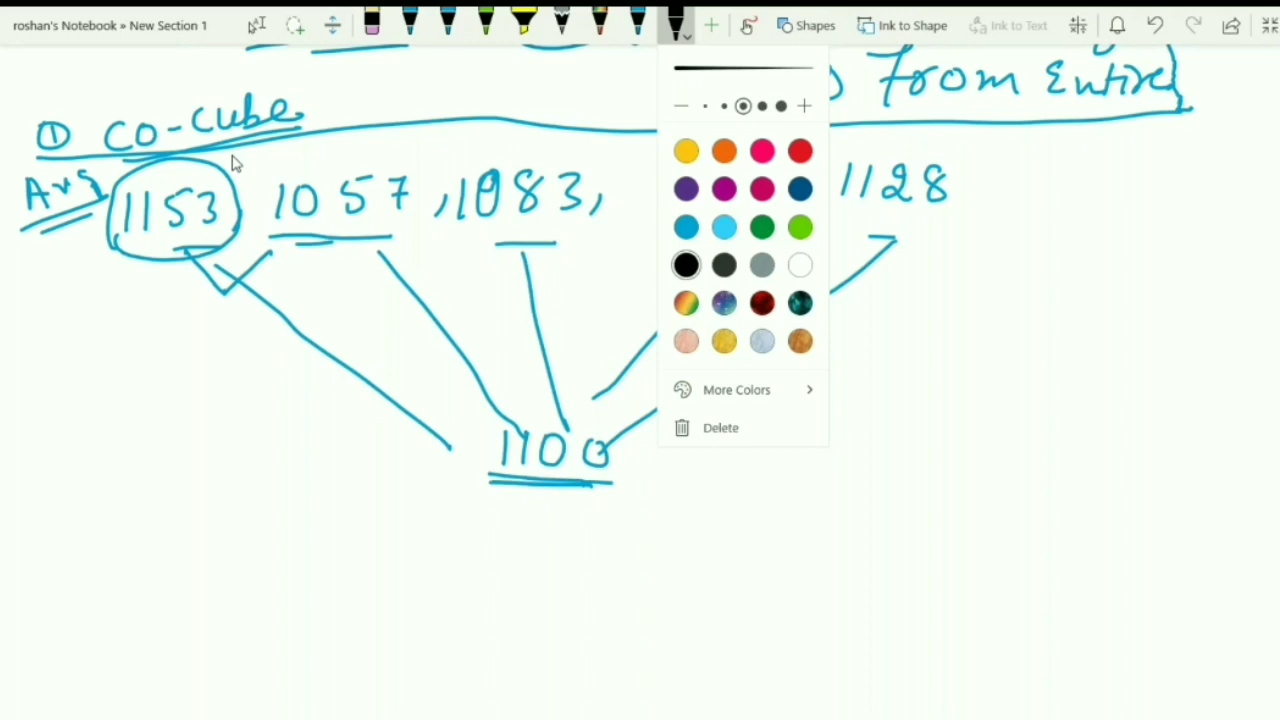 roshan's Notebook » New Section 1
Shapes
Ink to Shape
Ink to Text
From Entire
① Co-Cube
Avg 1153 1057, 1083, 1128
1100
More Colors
Delete